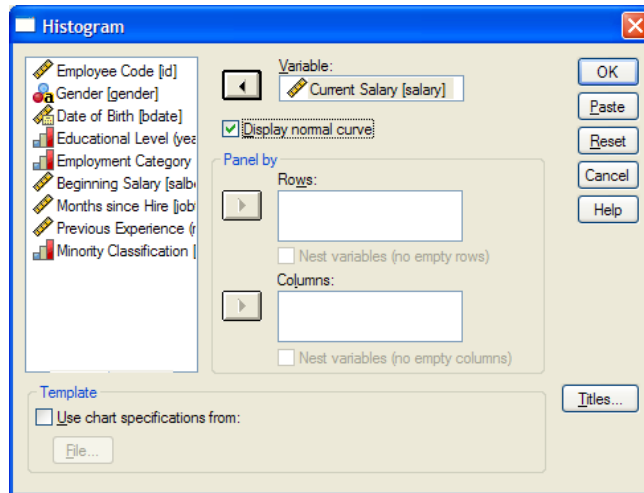 Histogram
Employee Code [id]
Gender [gender]
Date of Birth [bdate]
Educational Level (yea
Employment Category
Beginning Salary [salb
Months since Hire [job
Previous Experience (r
Minority Classification [
Variable:
Current Salary [salary]
Display normal curve
Panel by
Rows:
Nest variables (no empty rows)
Columns:
Nest variables (no empty columns)
OK
Paste
Reset
Cancel
Help
Template
Use chart specifications from:
File...
Titles...